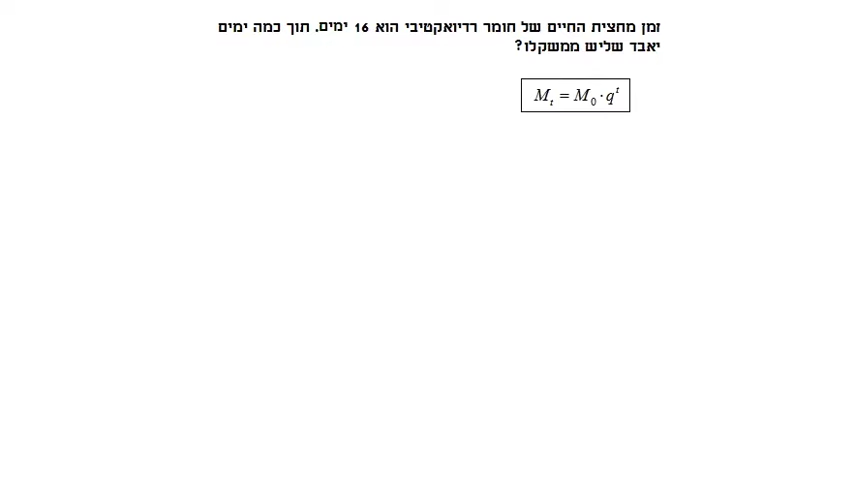 זמן מחצית החיים של חומר רדיואקטיבי הוא 16 ימים. תוך כמה ימים
יאבד שליש ממשקלו?
M_t = M_0 · q^t